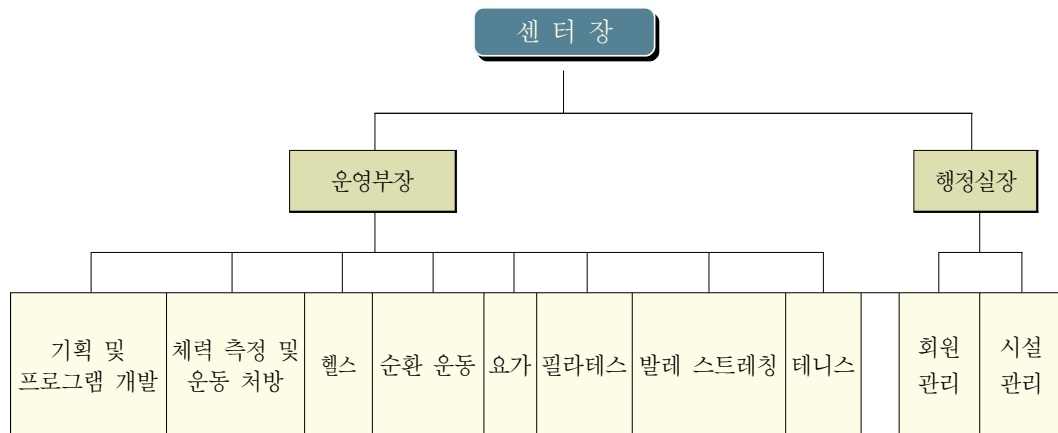 센 터 장
운영부장
행정실장
기획 및
프로그램 개발
체력 측정 및
운동 처방
헬스
순환 운동
요가
필라테스
발레 스트레칭
테니스
회원
관리
시설
관리